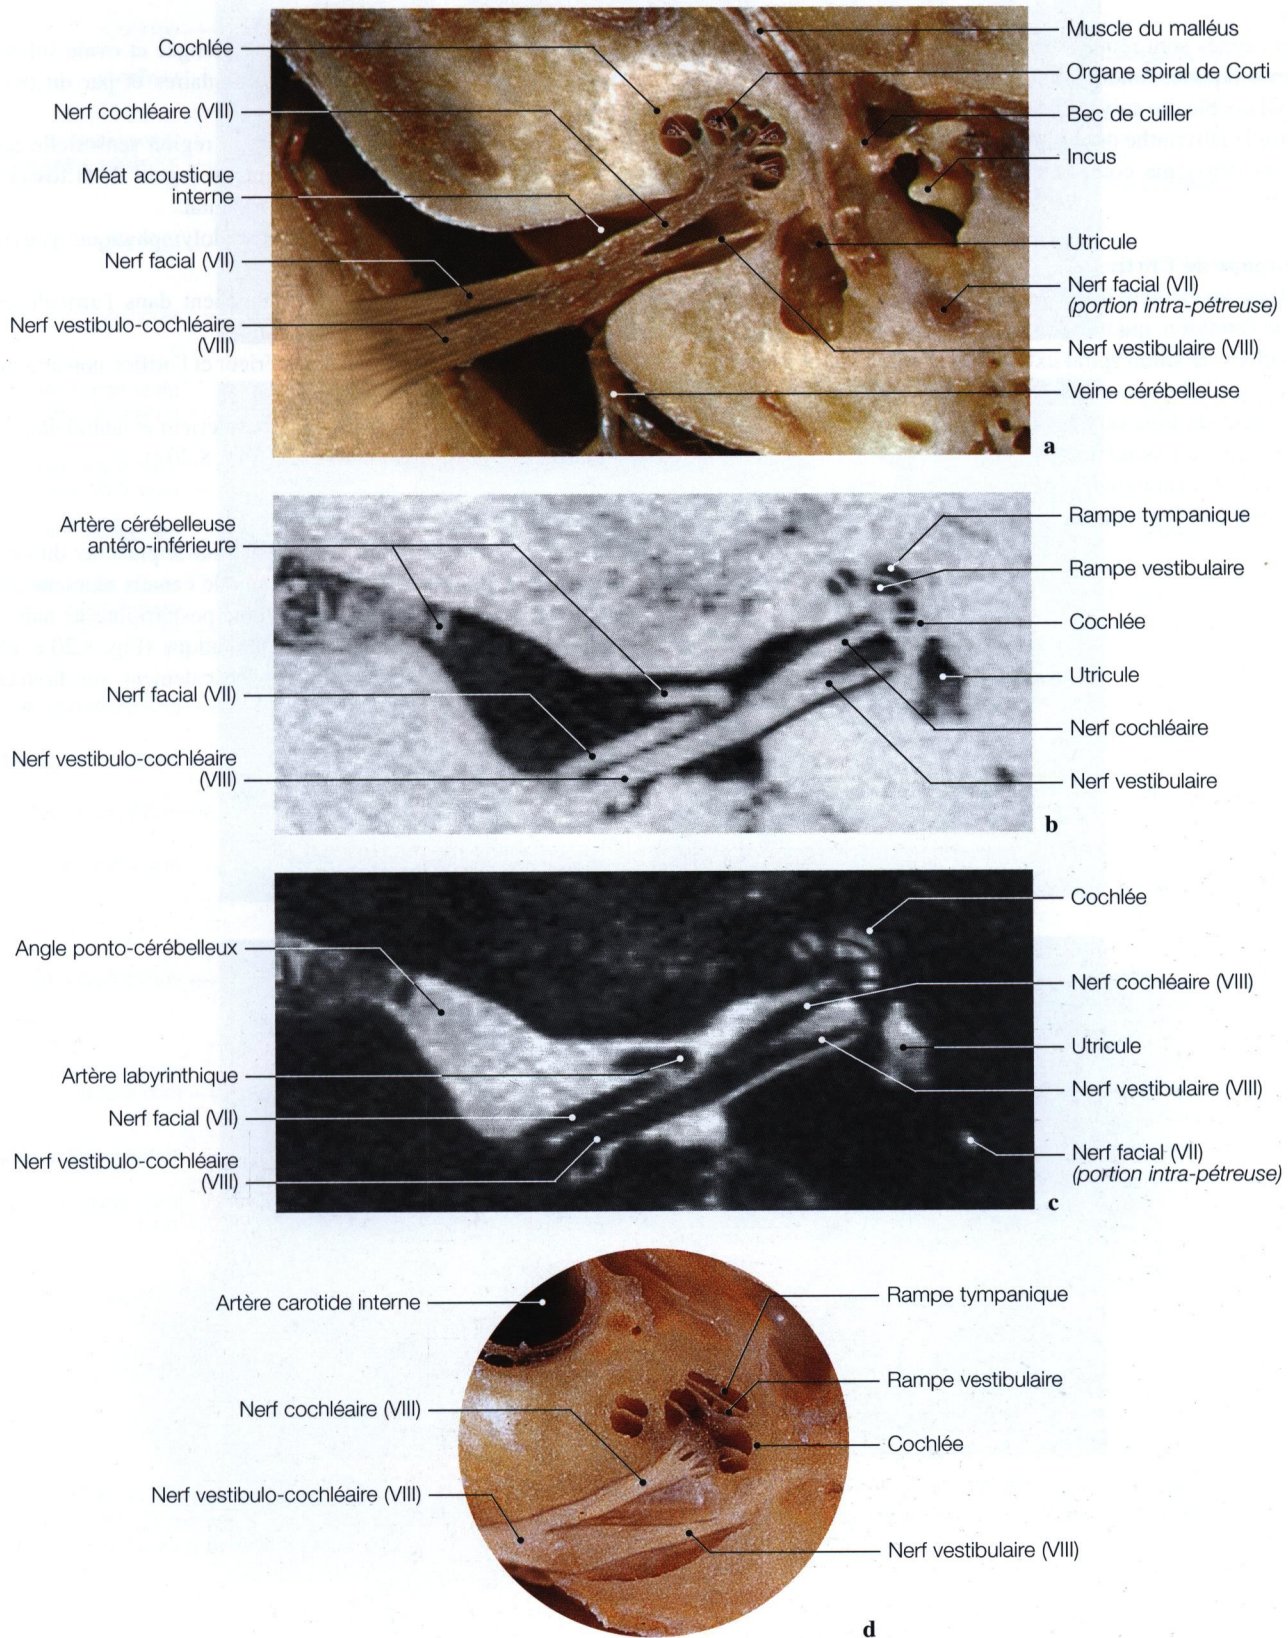 Cochlée
Nerf cochléaire (VIII)
Méat acoustique
interne
Nerf facial (VII)
Nerf vestibulo-cochléaire
(VIII)
Muscle du malléus
Organe spiral de Corti
Bec de cuiller
Incus
Utricule
Nerf facial (VII)
(portion intra-pétreuse)
Nerf vestibulaire (VIII)
Veine cérébelleuse
a
Artère cérébelleuse
antéro-inférieure
Nerf facial (VII)
Nerf vestibulo-cochléaire
(VIII)
Rampe tympanique
Rampe vestibulaire
Cochlée
Utricule
Nerf cochléaire
Nerf vestibulaire
b
Angle ponto-cérébelleux
Artère labyrinthique
Nerf facial (VII)
Nerf vestibulo-cochléaire
(VIII)
Cochlée
Nerf cochléaire (VIII)
Utricule
Nerf vestibulaire (VIII)
Nerf facial (VII)
(portion intra-pétreuse)
c
Artère carotide interne
Nerf cochléaire (VIII)
Nerf vestibulo-cochléaire (VIII)
Rampe tympanique
Rampe vestibulaire
Cochlée
Nerf vestibulaire (VIII)
d